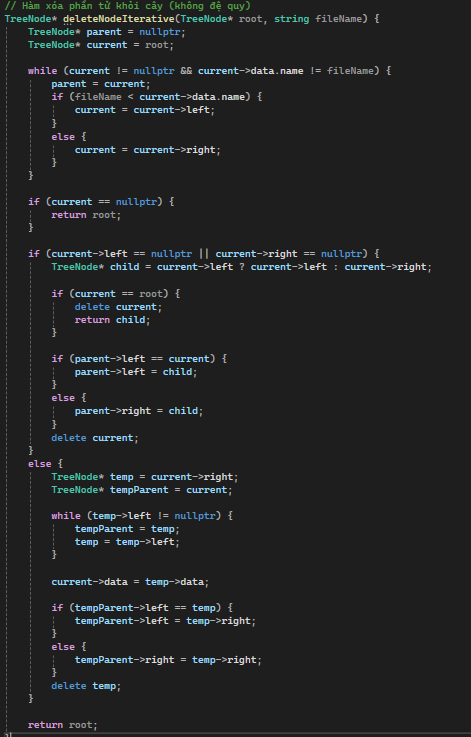 // Hàm xóa phần tử khỏi cây (không đệ quy)
TreeNode* deleteNodeIterative(TreeNode* root, string fileName) {
    TreeNode* parent = nullptr;
    TreeNode* current = root;

    while (current != nullptr && current->data.name != fileName) {
        parent = current;
        if (fileName < current->data.name) {
            current = current->left;
        }
        else {
            current = current->right;
        }
    }

    if (current == nullptr) {
        return root;
    }

    if (current->left == nullptr || current->right == nullptr) {
        TreeNode* child = current->left ? current->left : current->right;

        if (current == root) {
            delete current;
            return child;
        }

        if (parent->left == current) {
            parent->left = child;
        }
        else {
            parent->right = child;
        }
        delete current;
    }
    else {
        TreeNode* temp = current->right;
        TreeNode* tempParent = current;

        while (temp->left != nullptr) {
            tempParent = temp;
            temp = temp->left;
        }

        current->data = temp->data;

        if (tempParent->left == temp) {
            tempParent->left = temp->right;
        }
        else {
            tempParent->right = temp->right;
        }
        delete temp;
    }

    return root;
}